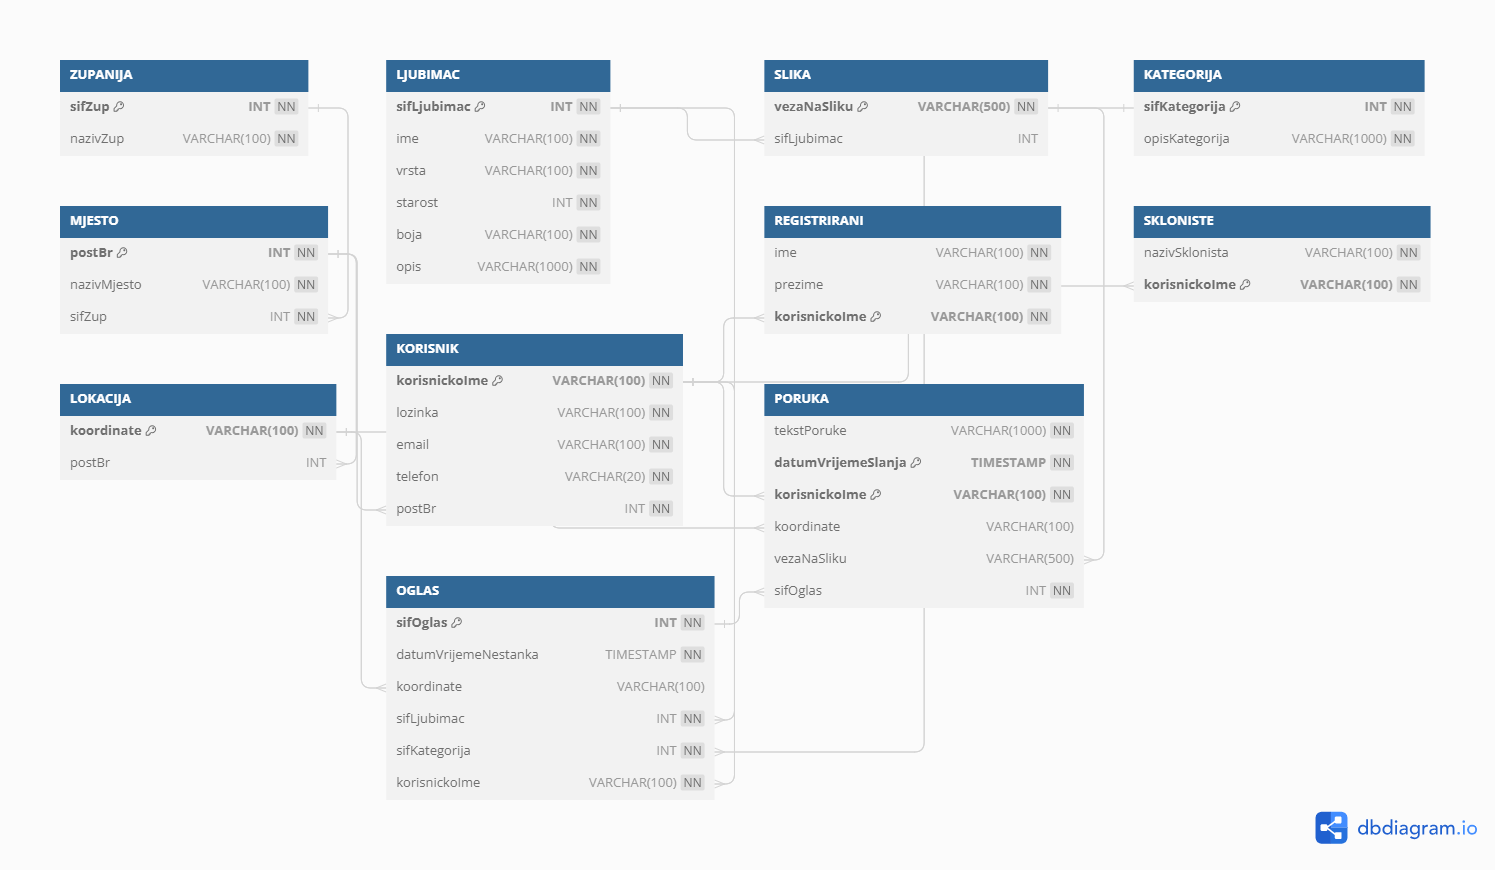 ZUPANIJA
sifZup INT NN
nazivZup VARCHAR(100) NN
MJESTO
postBr INT NN
nazivMjesto VARCHAR(100) NN
sifZup INT NN
LOKACIJA
koordinate VARCHAR(100) NN
postBr INT
LJUBIMAC
sifLjubimac INT NN
ime VARCHAR(100) NN
vrsta VARCHAR(100) NN
starost INT NN
boja VARCHAR(100) NN
opis VARCHAR(1000) NN
KORISNIK
korisnickoIme VARCHAR(100) NN
lozinka VARCHAR(100) NN
email VARCHAR(100) NN
telefon VARCHAR(20) NN
postBr INT NN
OGLAS
sifOglas INT NN
datumVrijemeNestanka TIMESTAMP NN
koordinate VARCHAR(100)
sifLjubimac INT NN
sifKategorija INT NN
korisnickoIme VARCHAR(100) NN
SLIKA
vezaNaSliku VARCHAR(500) NN
sifLjubimac INT
REGISTRIRANI
ime VARCHAR(100) NN
prezime VARCHAR(100) NN
korisnickoIme VARCHAR(100) NN
PORUKA
tekstPoruke VARCHAR(1000) NN
datumVrijemeSlanja TIMESTAMP NN
korisnickoIme VARCHAR(100) NN
koordinate VARCHAR(100)
vezaNaSliku VARCHAR(500)
sifOglas INT NN
KATEGORIJA
sifKategorija INT NN
opisKategorija VARCHAR(1000) NN
SKLONISTE
nazivSklonista VARCHAR(100) NN
korisnickoIme VARCHAR(100) NN
dbdiagram.io